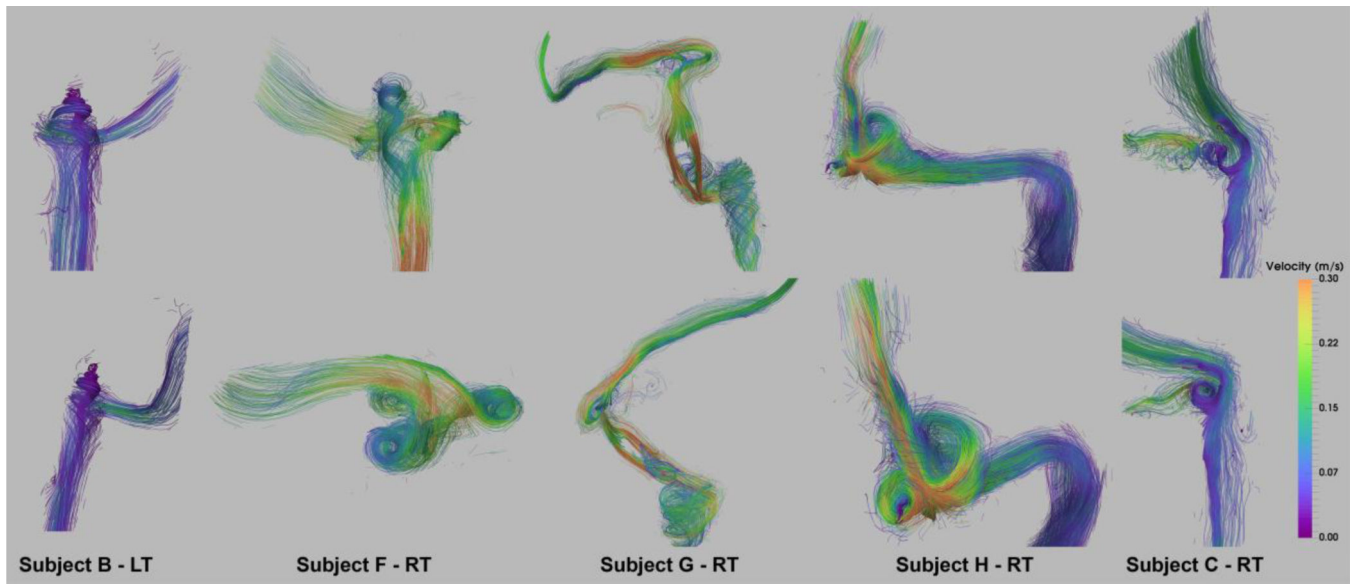 Velocity (m/s)
0.30
0.22
0.15
0.07
0.00
Subject B - LT
Subject F - RT
Subject G - RT
Subject H - RT
Subject C - RT